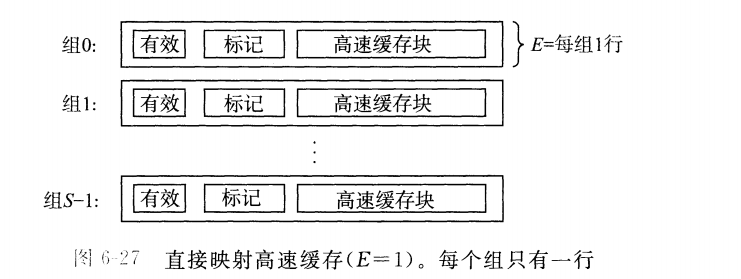 组0: 有效 标记 高速缓存块 E=每组1行
组1: 有效 标记 高速缓存块
⋮
组S-1: 有效 标记 高速缓存块
图 6-27 直接映射高速缓存(E=1)。每个组只有一行